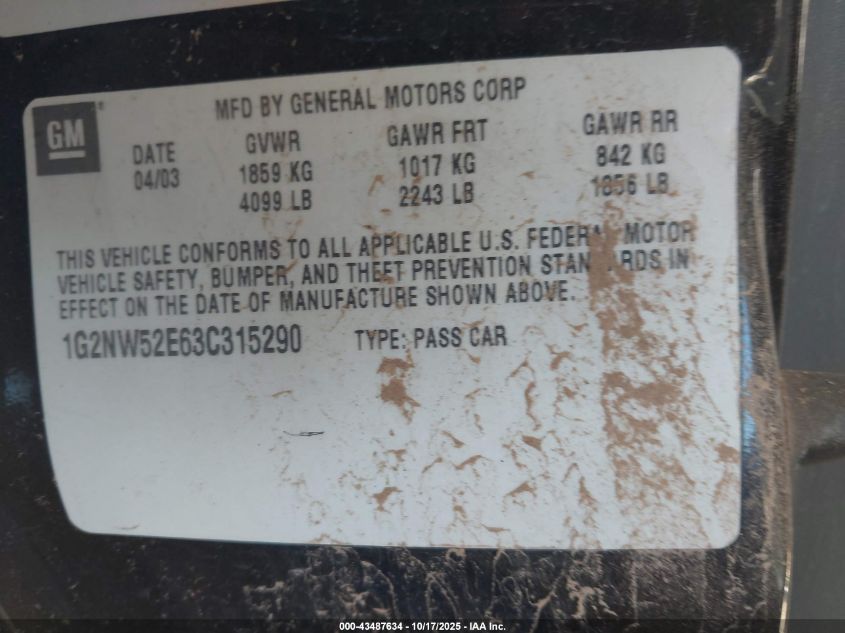 GM
MFD BY GENERAL MOTORS CORP
DATE GVWR GAWR FRT GAWR RR
04/03 1859 KG 1017 KG 842 KG
4099 LB 2243 LB 1856 LB
THIS VEHICLE CONFORMS TO ALL APPLICABLE U.S. FEDERAL MOTOR
VEHICLE SAFETY, BUMPER, AND THEFT PREVENTION STANDARDS IN
EFFECT ON THE DATE OF MANUFACTURE SHOWN ABOVE.
1G2NW52E63C315290 TYPE: PASS CAR
000-43487634 - 10/17/2025 - IAA Inc.